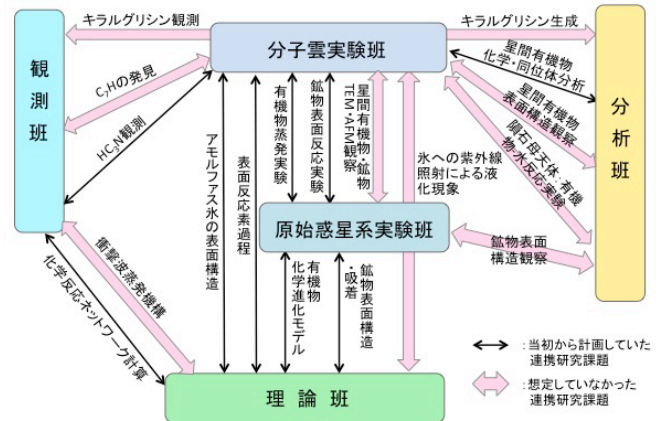 キラルグリシン観測
キラルグリシン生成
分子雲実験班
観測班
分析班
C₇Hの発見
HC₃N観測
星間有機物
化学・同位体分析
星間有機物
表面構造観察
隕石母天体：有機
物・水反応実験
アモルファス氷の表面構造
表面反応素過程
有機物蒸発実験
鉱物表面反応実験
星間有機物・鉱物
TEM・AFM観察
氷への紫外線
照射による液
化現象
原始惑星系実験班
鉱物表面
構造観察
衝撃波蒸発機構
化学反応ネットワーク計算
有機物
化学進化モデル
鉱物表面構造
・吸着
理論班
：当初から計画していた
連携研究課題
：想定していなかった
連携研究課題